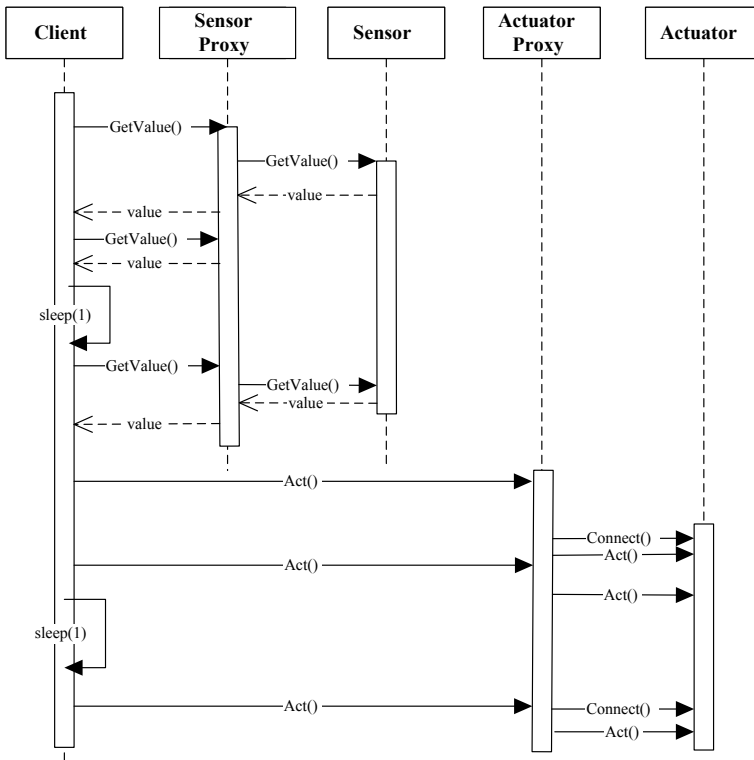 Client
Sensor
Proxy
Sensor
Actuator
Proxy
Actuator
GetValue()
GetValue()
value
value
GetValue()
value
sleep(1)
GetValue()
GetValue()
value
value
Act()
Connect()
Act()
Act()
Act()
sleep(1)
Act()
Connect()
Act()